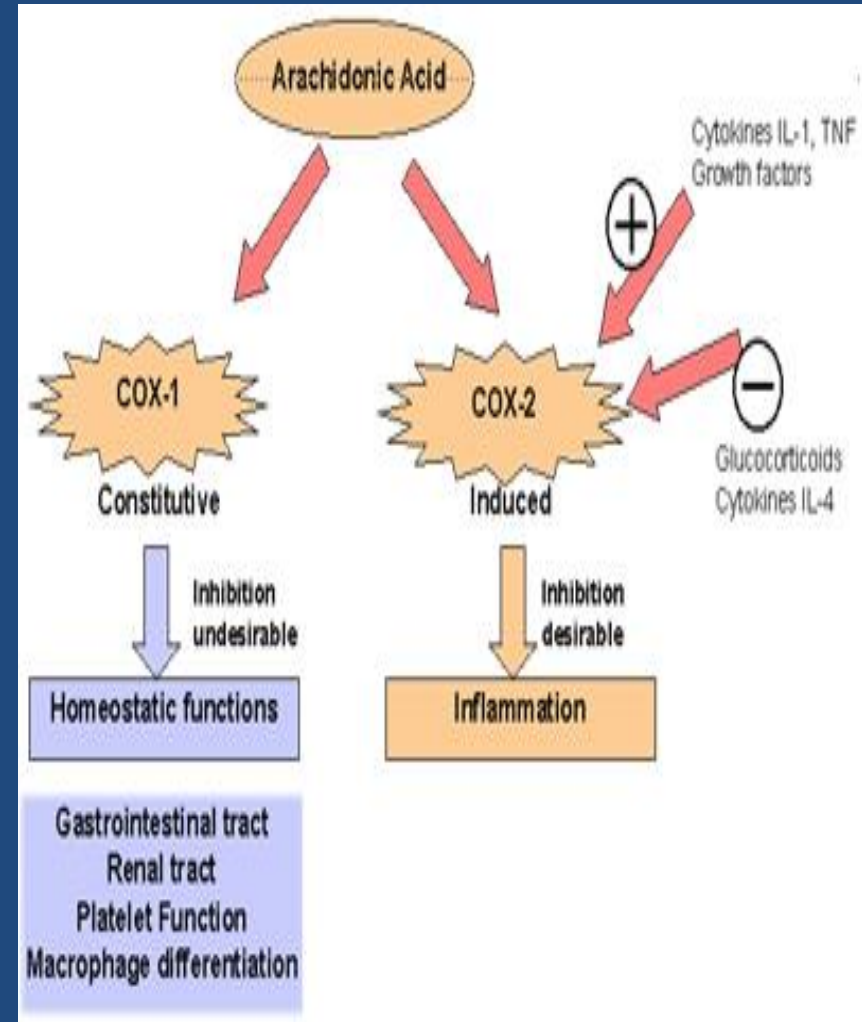 Arachidonic Acid
Cytokines IL-1, TNF
Growth factors
+
−
COX-1
COX-2
Glucocorticoids
Cytokines IL-4
Constitutive
Induced
Inhibition
undesirable
Inhibition
desirable
Homeostatic functions
Inflammation
Gastrointestinal tract
Renal tract
Platelet Function
Macrophage differentiation